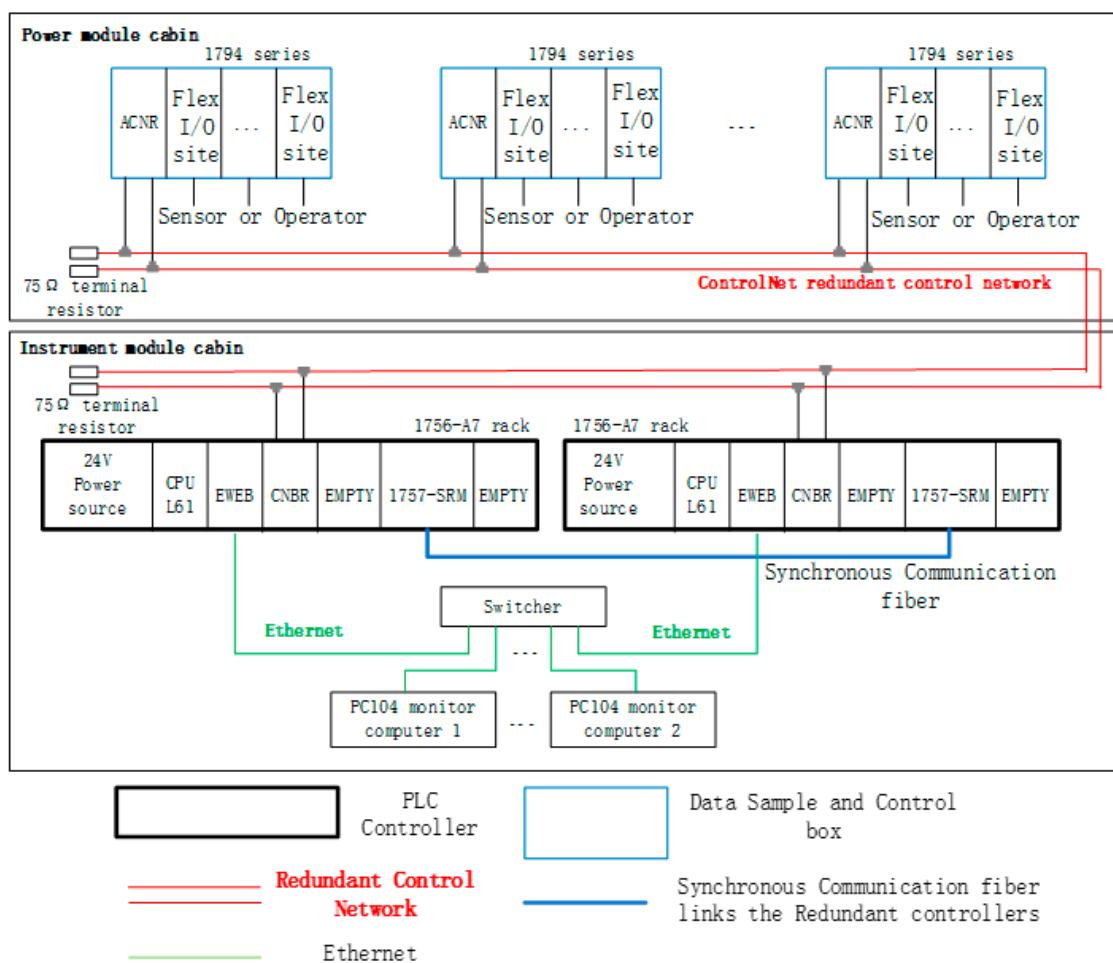 Power module cabin
1794 series
1794 series
1794 series
ACNR
Flex
I/O
site
...
Flex
I/O
site
ACNR
Flex
I/O
site
...
Flex
I/O
site
...
ACNR
Flex
I/O
site
...
Flex
I/O
site
Sensor or Operator
Sensor or Operator
Sensor or Operator
75Ω terminal
resistor
ControlNet redundant control network
Instrument module cabin
75Ω terminal
resistor
1756-A7 rack
1756-A7 rack
24V
Power
source
CPU
L61
EWEB
CNBR
EMPTY
1757-SRM
EMPTY
24V
Power
source
CPU
L61
EWEB
CNBR
EMPTY
1757-SRM
EMPTY
Synchronous Communication
fiber
Switcher
Ethernet
Ethernet
...
PC104 monitor
computer 1
...
PC104 monitor
computer 2
PLC
Controller
Data Sample and Control
box
Redundant Control
Network
Synchronous Communication fiber
links the Redundant controllers
Ethernet